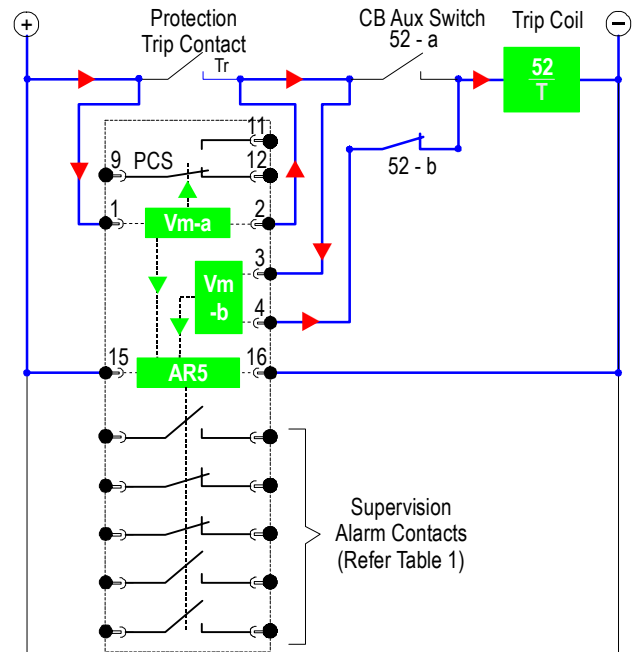 Protection
Trip Contact
CB Aux Switch
52 - a
Trip Coil
+
−
Tr
52
T
11
9 PCS 12
52 - b
1 Vm-a 2
3
Vm
-b
4
15 AR5 16
Supervision
Alarm Contacts
(Refer Table 1)